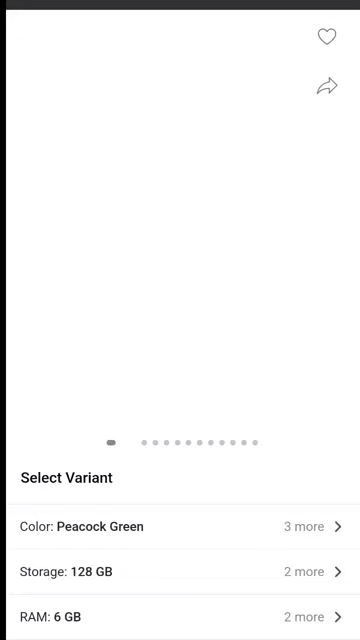 Select Variant
Color: Peacock Green 3 more
Storage: 128 GB 2 more
RAM: 6 GB 2 more